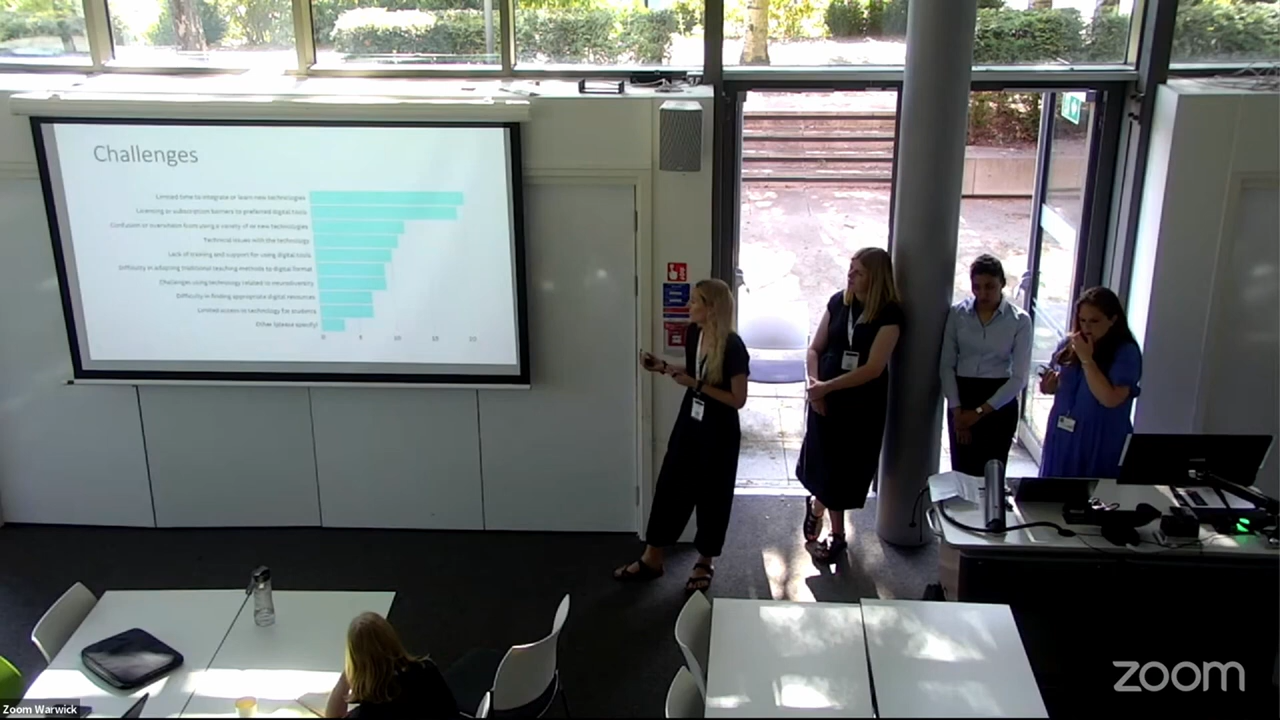 Challenges
Limited time to integrate or learn new technologies
Licensing or subscription barriers to preferred digital tools
Confusion or overwhelm from using a variety of or new technologies
Technical issues with the technology
Lack of training and support for using digital tools
Difficulty in adapting traditional teaching methods to digital format
Challenges using technology related to neurodiversity
Difficulty in finding appropriate digital resources
Limited access to technology for students
Other (please specify)
0 5 10 15 20
zoom
Zoom Warwick